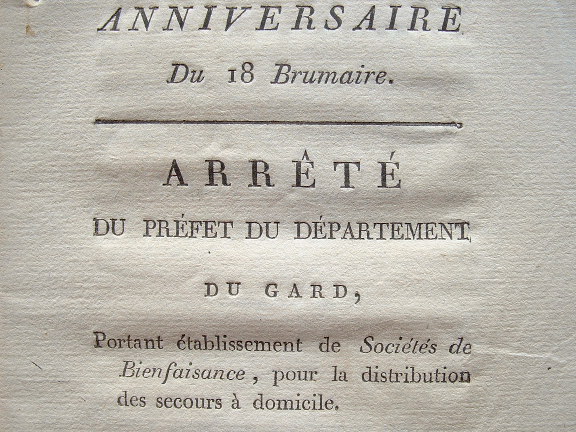 ANNIVERSAIRE
Du 18 Brumaire.
ARRÊTÉ
DU PRÉFET DU DÉPARTEMENT
DU GARD,
Portant établissement de Sociétés de
Bienfaisance, pour la distribution
des secours à domicile.